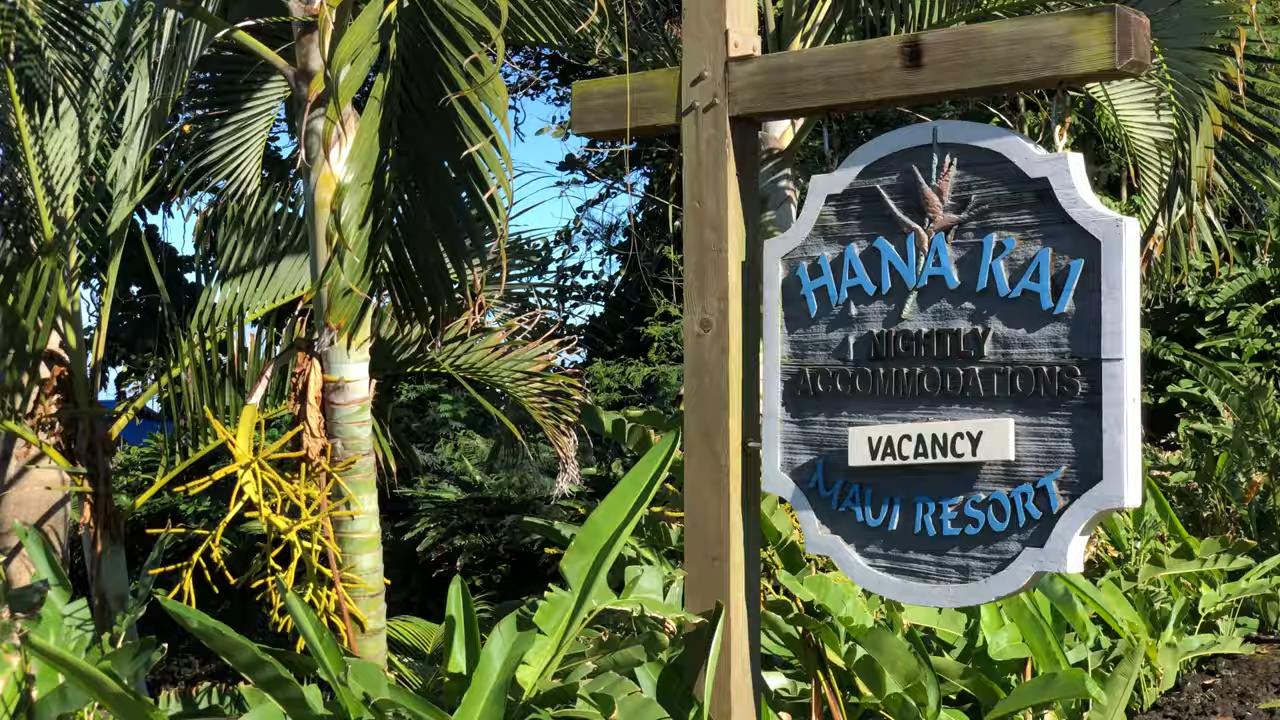 HANA KAI
NIGHTLY
ACCOMMODATIONS
VACANCY
MAUI RESORT